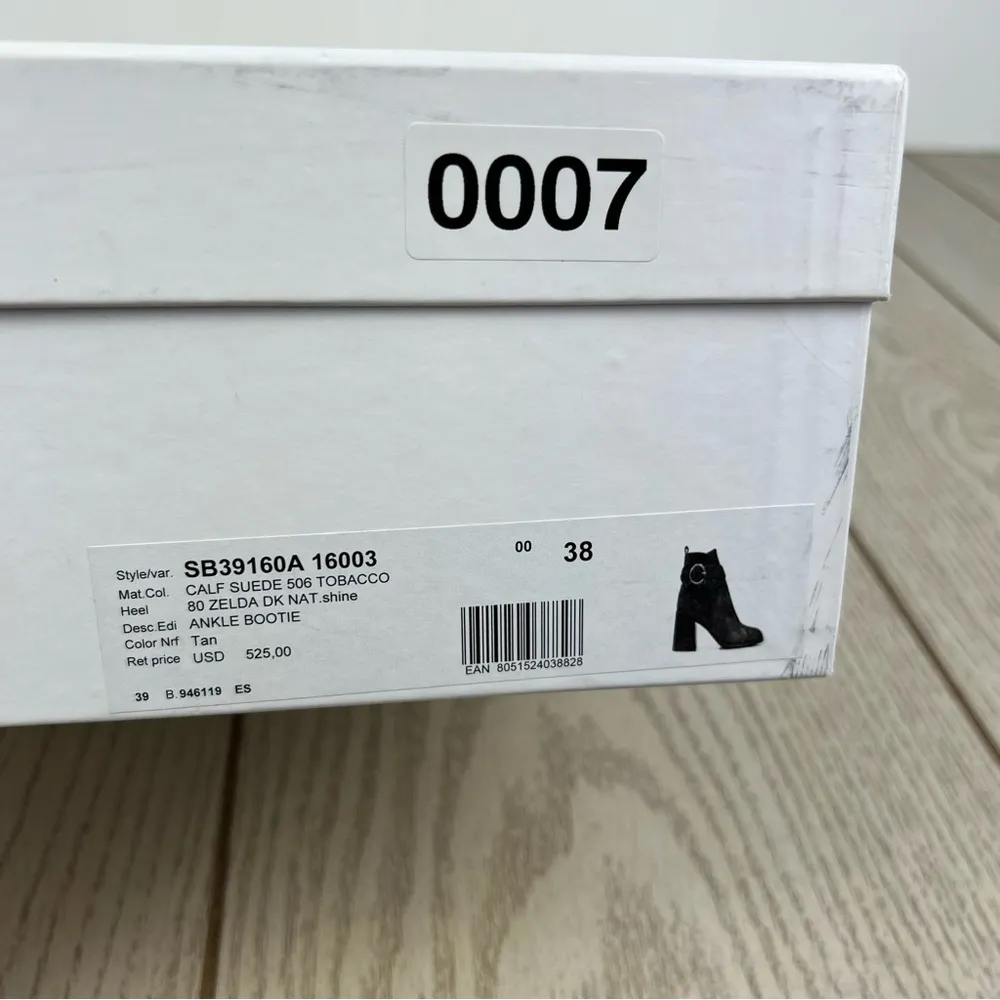 0007
Style/var. SB39160A 16003 00 38
Mat.Col. CALF SUEDE 506 TOBACCO
Heel 80 ZELDA DK NAT.shine
Desc.Edi ANKLE BOOTIE
Color Nrf Tan
Ret price USD 525,00
EAN 8051524038828
39 B.946119 ES